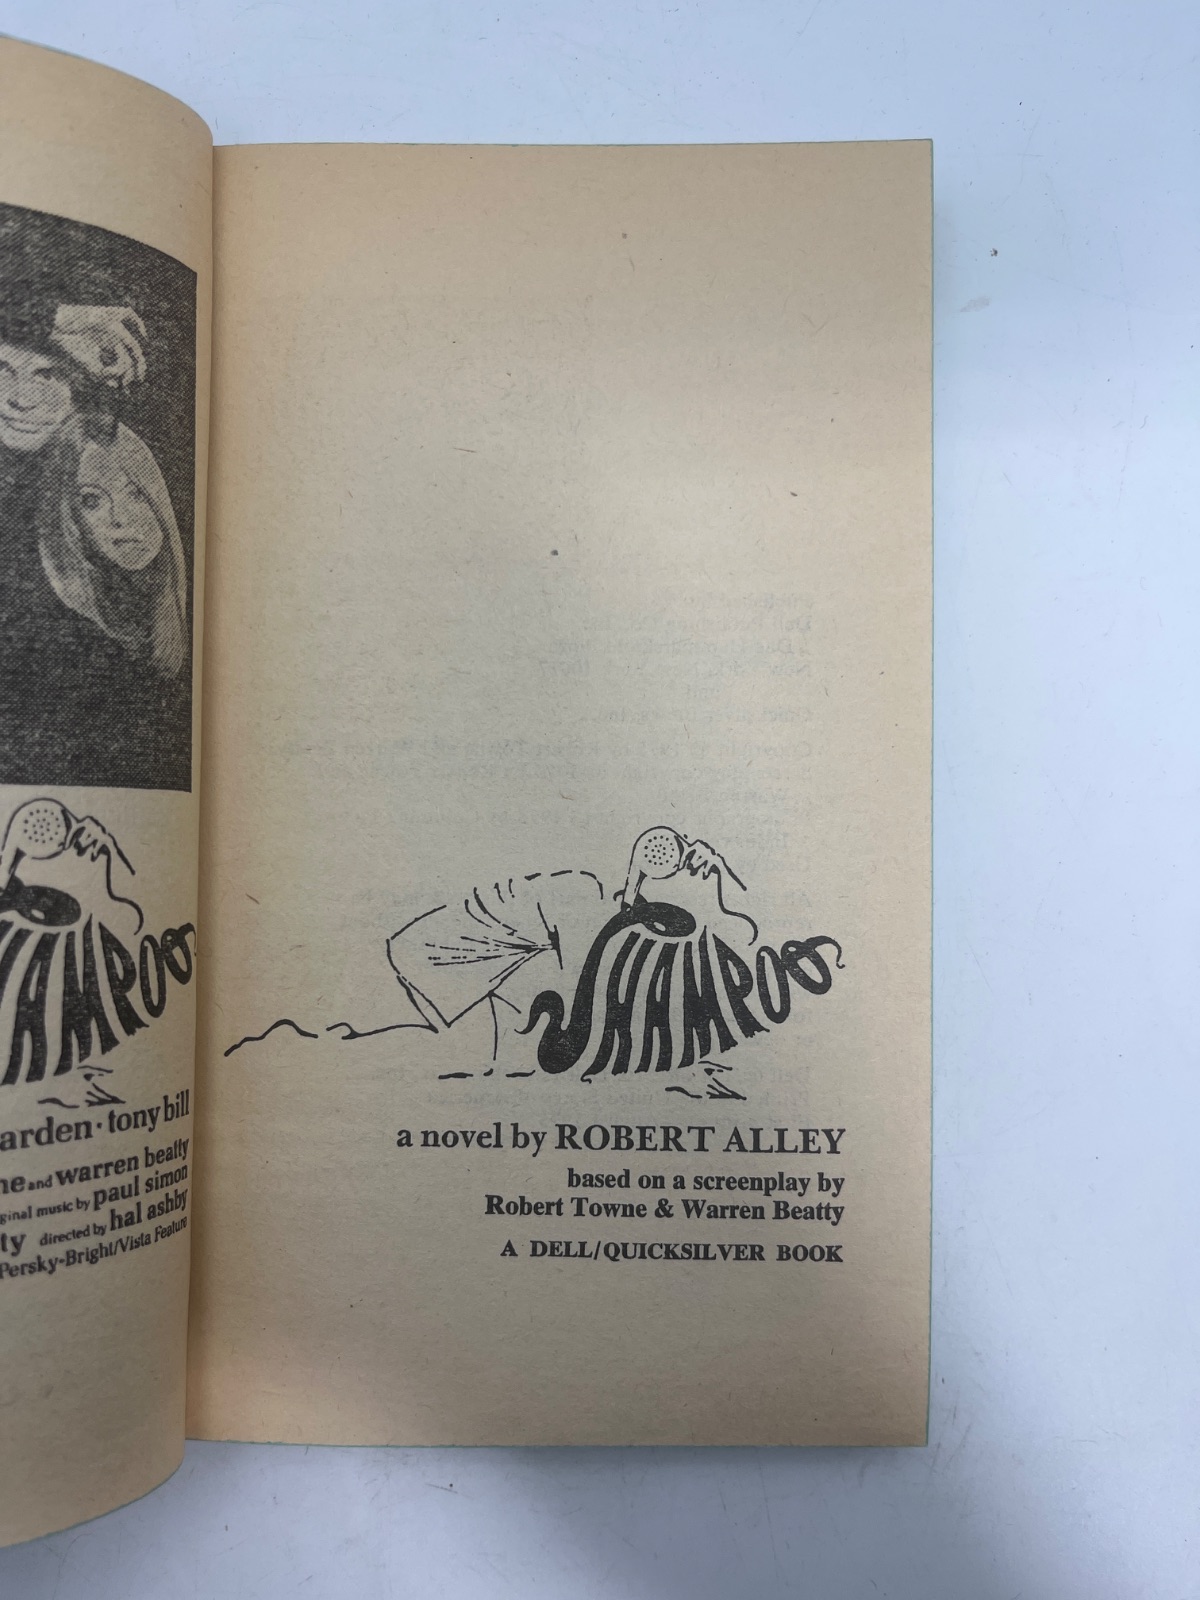 HAMPOO
arden · tony bill
ne and warren beatty
ginal music by paul simon
ty directed by hal ashby
Persky-Bright/Vista Feature
SHAMPOO
a novel by ROBERT ALLEY
based on a screenplay by
Robert Towne & Warren Beatty
A DELL/QUICKSILVER BOOK